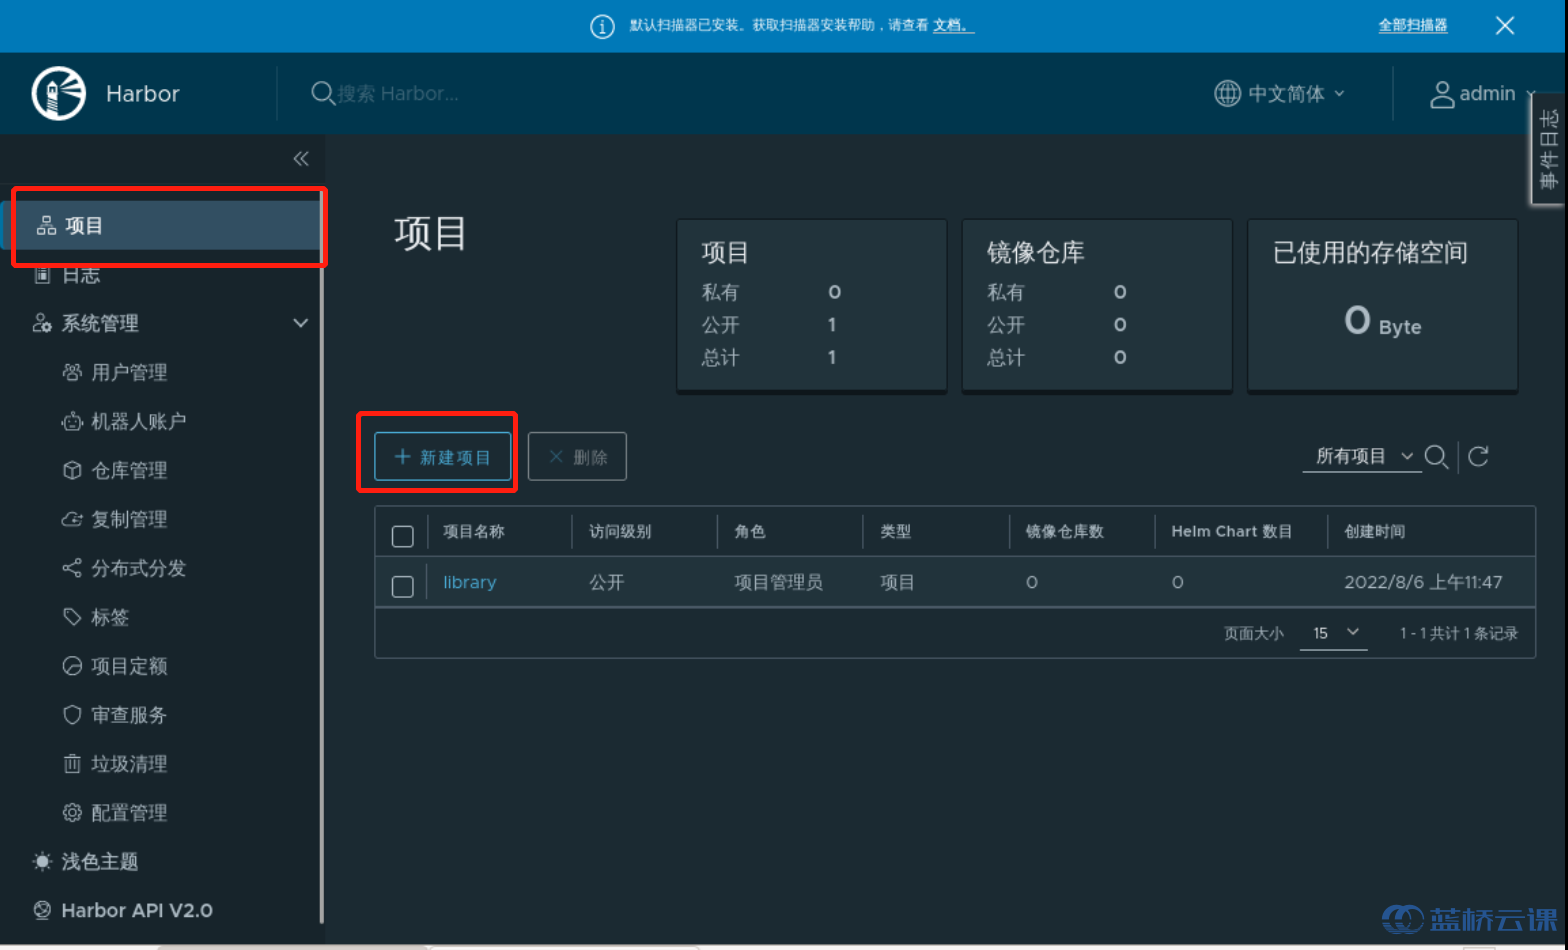 默认扫描器已安装。获取扫描器安装帮助，请查看 文档。 全部扫描器
Harbor 搜索 Harbor... 中文简体 admin
事件日志
项目
日志
系统管理
用户管理
机器人账户
仓库管理
复制管理
分布式分发
标签
项目定额
审查服务
垃圾清理
配置管理
浅色主题
Harbor API V2.0
项目
项目
私有 0
公开 1
总计 1
镜像仓库
私有 0
公开 0
总计 0
已使用的存储空间
0 Byte
+ 新建项目 × 删除 所有项目
项目名称 访问级别 角色 类型 镜像仓库数 Helm Chart 数目 创建时间
library 公开 项目管理员 项目 0 0 2022/8/6 上午11:47
页面大小 15 1 - 1 共计 1 条记录
蓝桥云课